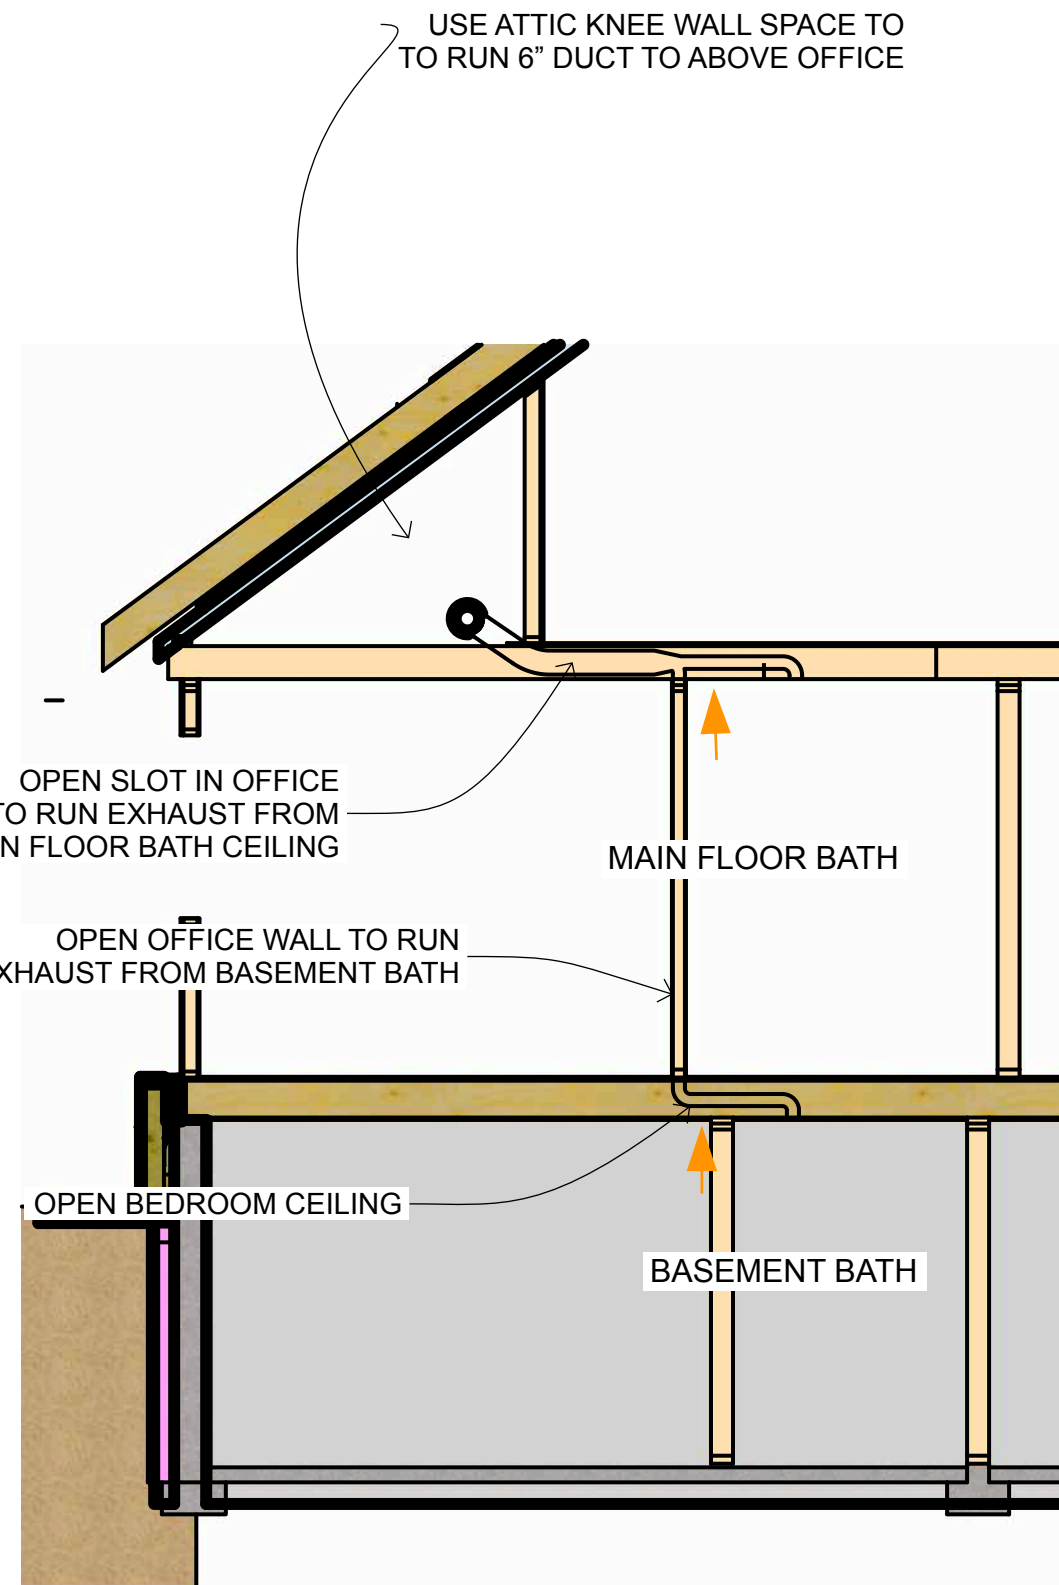 USE ATTIC KNEE WALL SPACE TO
TO RUN 6” DUCT TO ABOVE OFFICE
OPEN SLOT IN OFFICE
TO RUN EXHAUST FROM
N FLOOR BATH CEILING
MAIN FLOOR BATH
OPEN OFFICE WALL TO RUN
XHAUST FROM BASEMENT BATH
OPEN BEDROOM CEILING
BASEMENT BATH